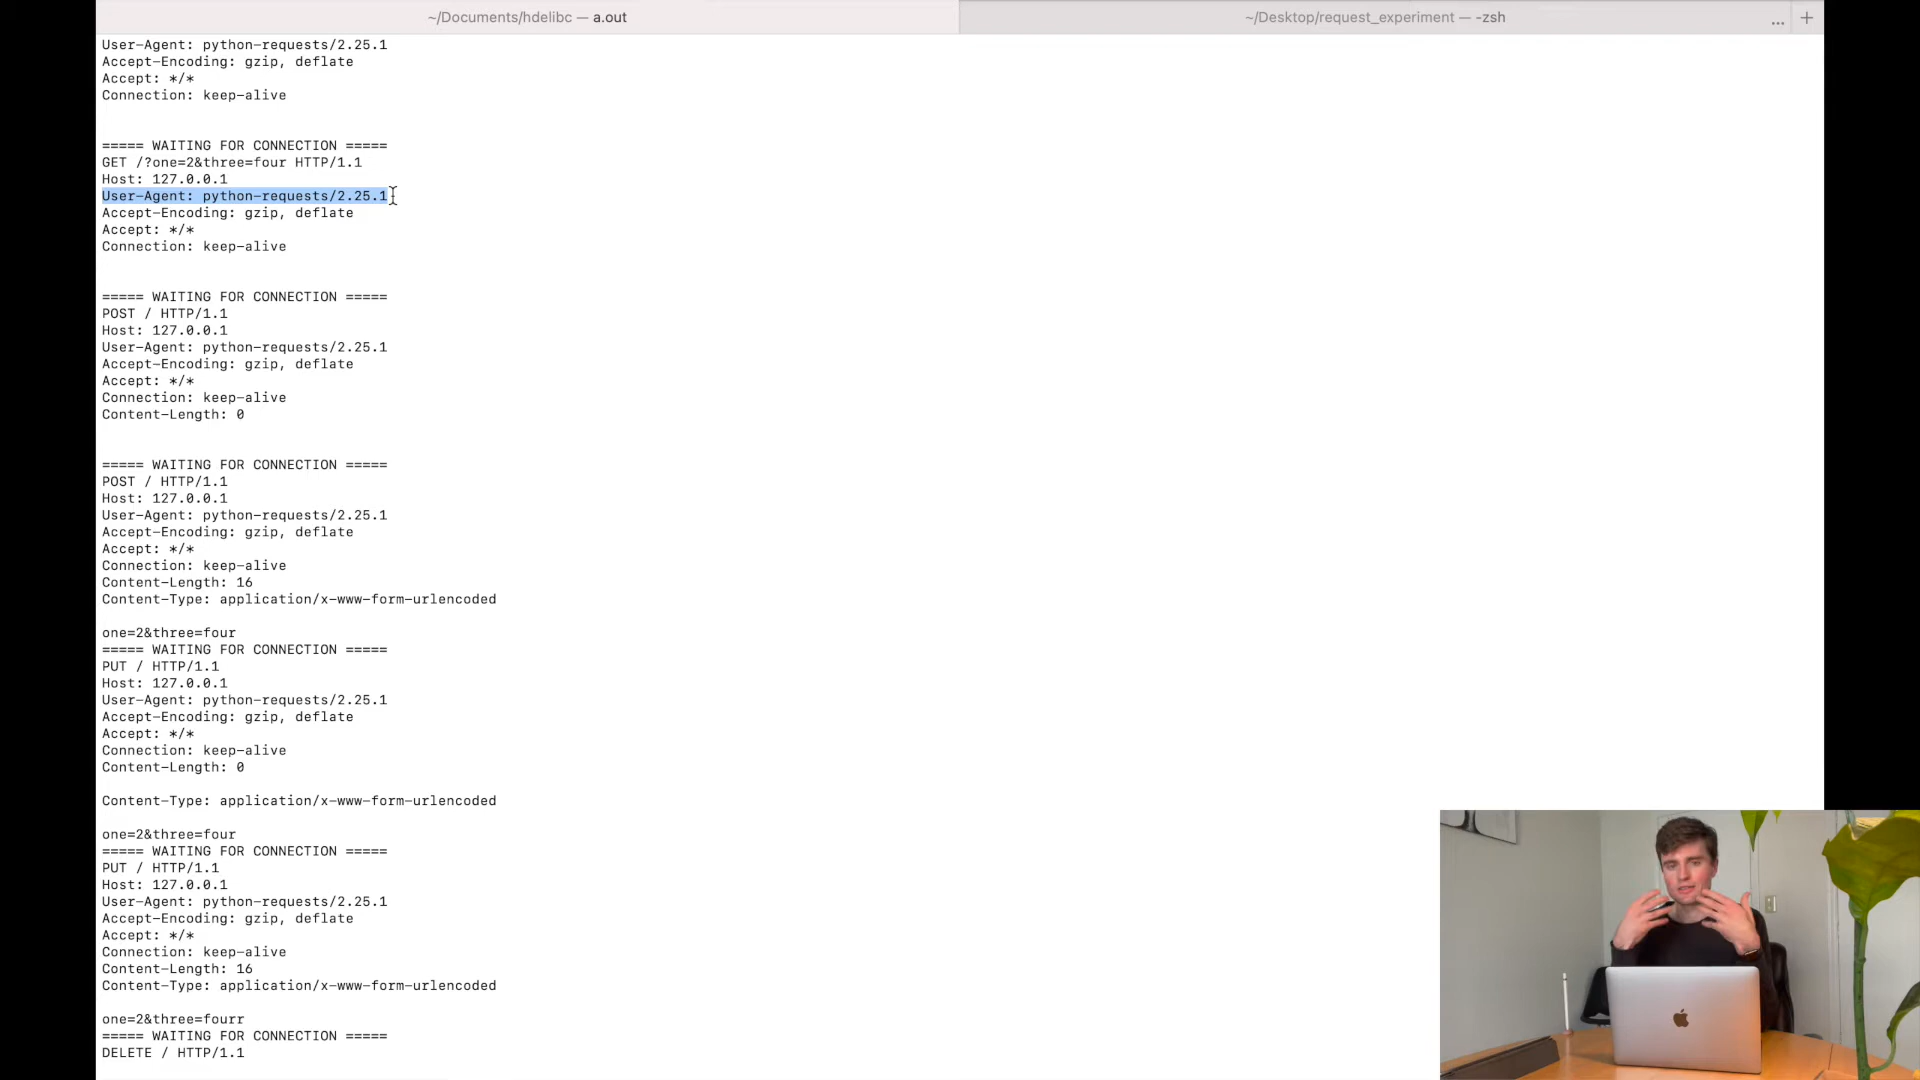 ~/Documents/hdelibc — a.out
~/Desktop/request_experiment — -zsh
... +
User-Agent: python-requests/2.25.1
Accept-Encoding: gzip, deflate
Accept: */*
Connection: keep-alive
===== WAITING FOR CONNECTION =====
GET /?one=2&three=four HTTP/1.1
Host: 127.0.0.1
User-Agent: python-requests/2.25.1
Accept-Encoding: gzip, deflate
Accept: */*
Connection: keep-alive
===== WAITING FOR CONNECTION =====
POST / HTTP/1.1
Host: 127.0.0.1
User-Agent: python-requests/2.25.1
Accept-Encoding: gzip, deflate
Accept: */*
Connection: keep-alive
Content-Length: 0
===== WAITING FOR CONNECTION =====
POST / HTTP/1.1
Host: 127.0.0.1
User-Agent: python-requests/2.25.1
Accept-Encoding: gzip, deflate
Accept: */*
Connection: keep-alive
Content-Length: 16
Content-Type: application/x-www-form-urlencoded
one=2&three=four
===== WAITING FOR CONNECTION =====
PUT / HTTP/1.1
Host: 127.0.0.1
User-Agent: python-requests/2.25.1
Accept-Encoding: gzip, deflate
Accept: */*
Connection: keep-alive
Content-Length: 0
Content-Type: application/x-www-form-urlencoded
one=2&three=four
===== WAITING FOR CONNECTION =====
PUT / HTTP/1.1
Host: 127.0.0.1
User-Agent: python-requests/2.25.1
Accept-Encoding: gzip, deflate
Accept: */*
Connection: keep-alive
Content-Length: 16
Content-Type: application/x-www-form-urlencoded
one=2&three=fourr
===== WAITING FOR CONNECTION =====
DELETE / HTTP/1.1